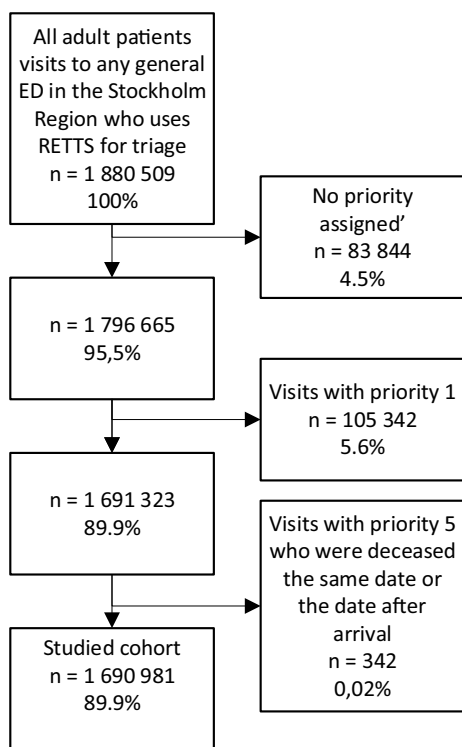 All adult patients
visits to any general
ED in the Stockholm
Region who uses
RETTS for triage
n = 1 880 509
100%
No priority
assigned’
n = 83 844
4.5%
n = 1 796 665
95,5%
Visits with priority 1
n = 105 342
5.6%
n = 1 691 323
89.9%
Visits with priority 5
who were deceased
the same date or
the date after
arrival
n = 342
0,02%
Studied cohort
n = 1 690 981
89.9%